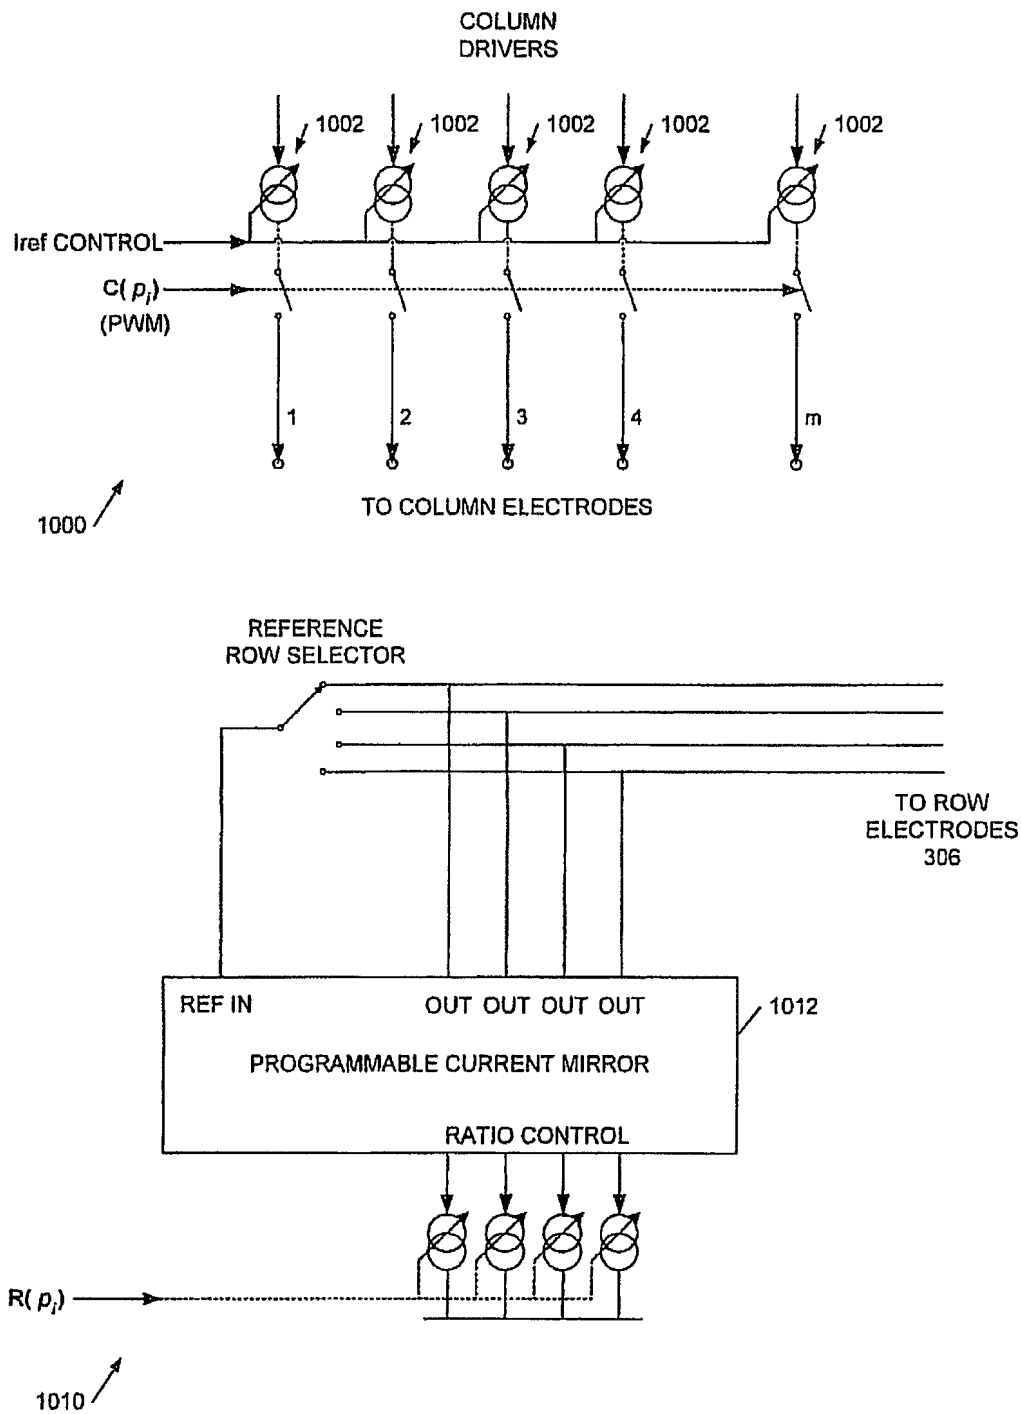 COLUMN
DRIVERS
1002 1002 1002 1002 1002
Iref CONTROL
C( pi)
(PWM)
1 2 3 4 m
TO COLUMN ELECTRODES
1000
REFERENCE
ROW SELECTOR
TO ROW
ELECTRODES
306
REF IN OUT OUT OUT OUT
1012
PROGRAMMABLE CURRENT MIRROR
RATIO CONTROL
R( pi)
1010